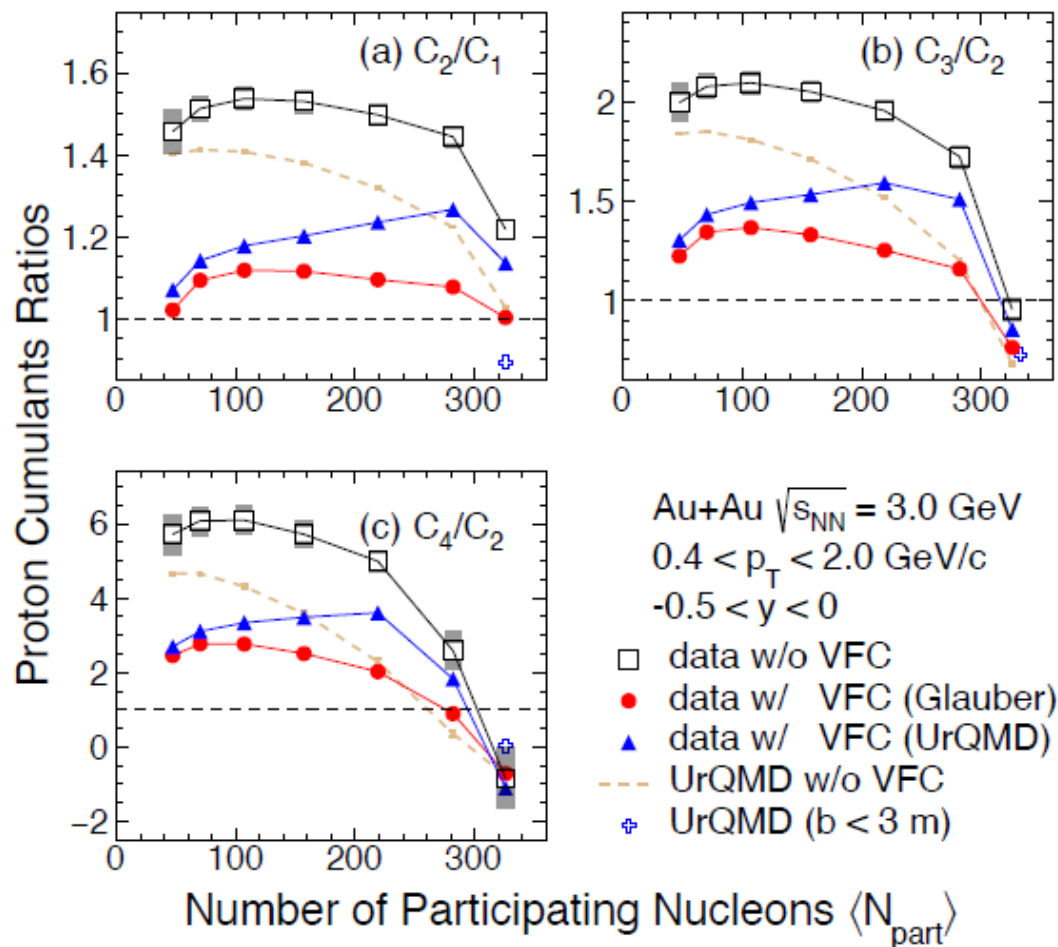 Proton Cumulants Ratios
(a) C2/C1
1.6
1.4
1.2
1
0 100 200 300
(b) C3/C2
2
1.5
1
0 100 200 300
(c) C4/C2
6
4
2
0
−2
0 100 200 300
Au+Au √sNN = 3.0 GeV
0.4 < pT < 2.0 GeV/c
-0.5 < y < 0
data w/o VFC
data w/ VFC (Glauber)
data w/ VFC (UrQMD)
UrQMD w/o VFC
UrQMD (b < 3 m)
Number of Participating Nucleons ⟨Npart⟩